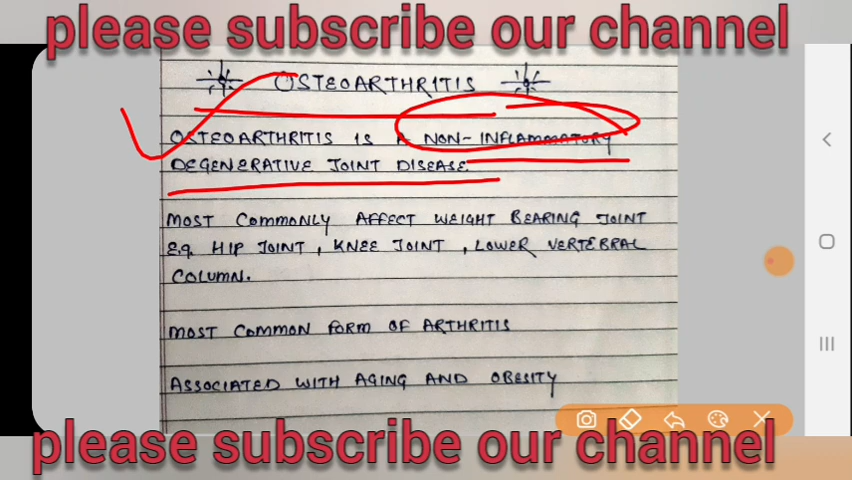 please subscribe our channel
OSTEOARTHRITIS
OSTEOARTHRITIS IS A NON-INFLAMMATORY
DEGENERATIVE JOINT DISEASE.
MOST COMMONLY AFFECT WEIGHT BEARING JOINT
E.g. HIP JOINT, KNEE JOINT, LOWER VERTEBRAL
COLUMN.
MOST COMMON FORM OF ARTHRITIS
ASSOCIATED WITH AGING AND OBESITY
please subscribe our channel